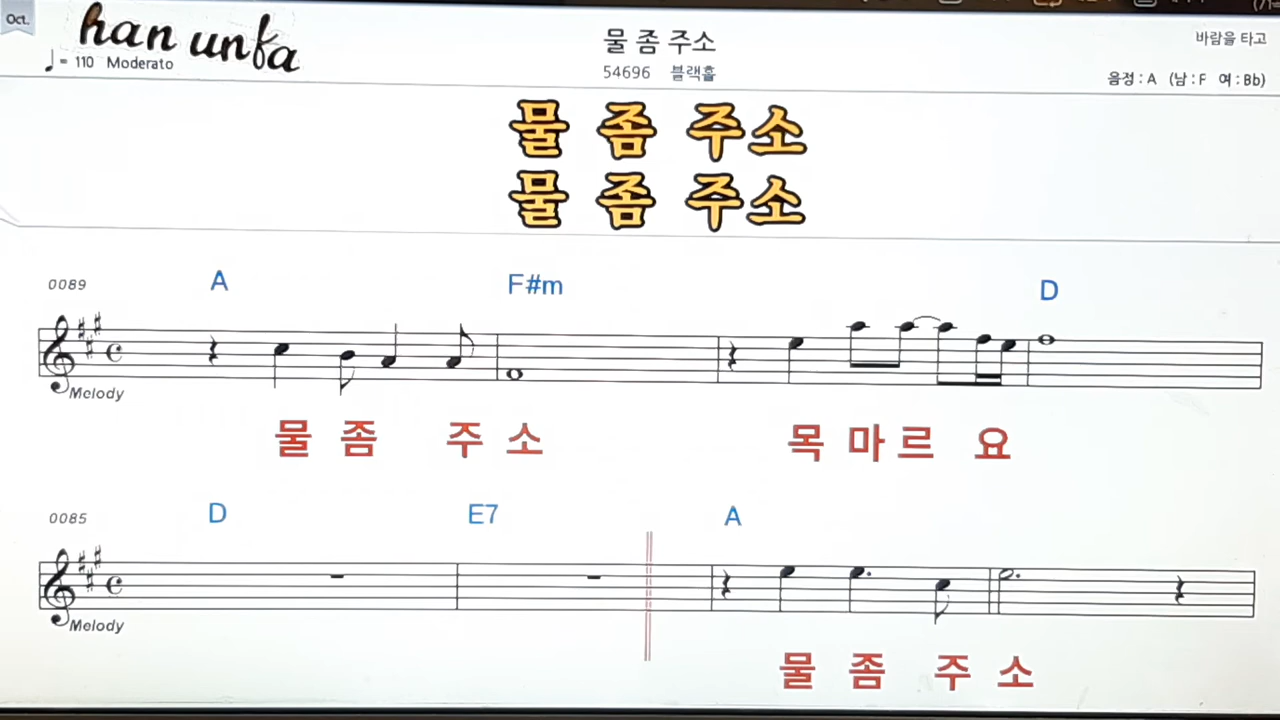 Oct.
han unfa
♩= 110 Moderato
물 좀 주소
54696 블랙홀
바람을 타고
음정 : A (남 : F 여 : Bb)
물 좀 주소
물 좀 주소
0089 A F#m D
Melody
물 좀 주 소 목 마 르 요
0085 D E7 A
Melody
물 좀 주 소